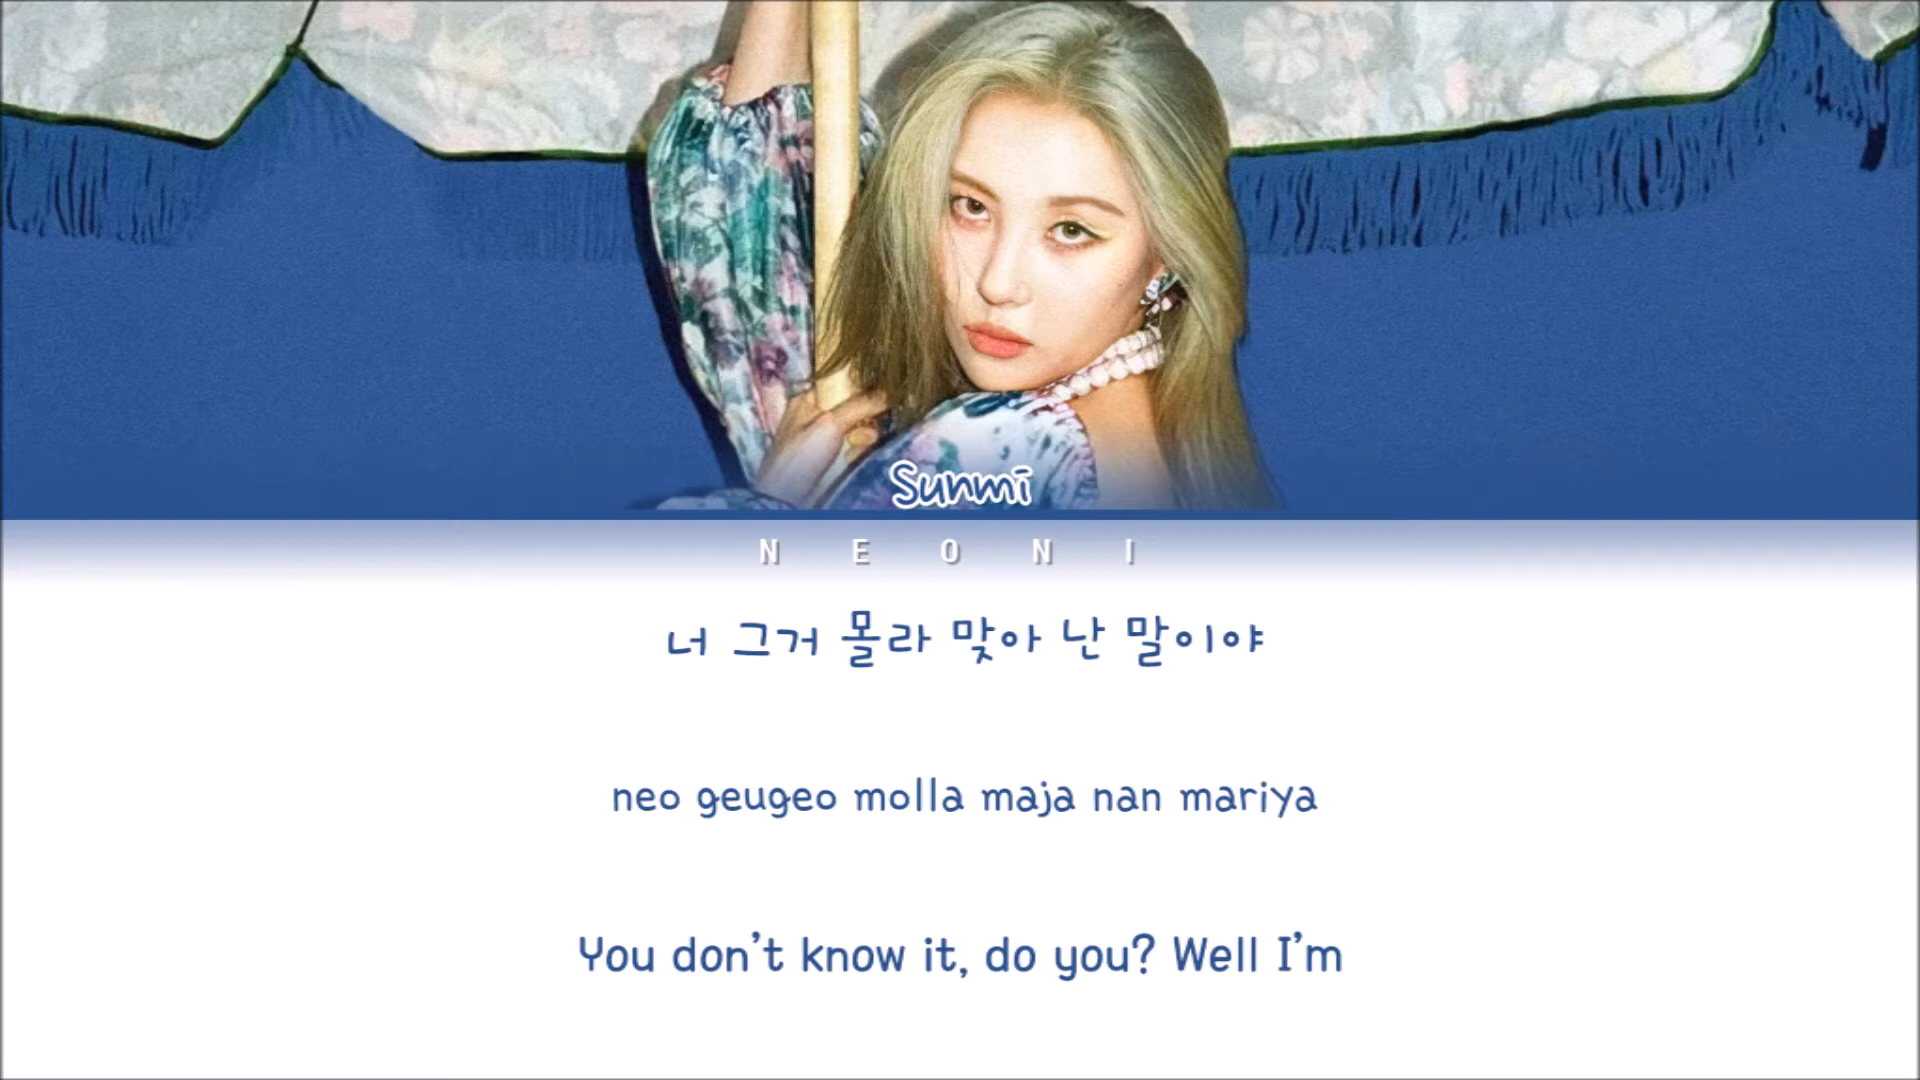 Sunmi
NEONI
너 그거 몰라 맞아 난 말이야
neo geugeo molla maja nan mariya
You don't know it, do you? Well I'm